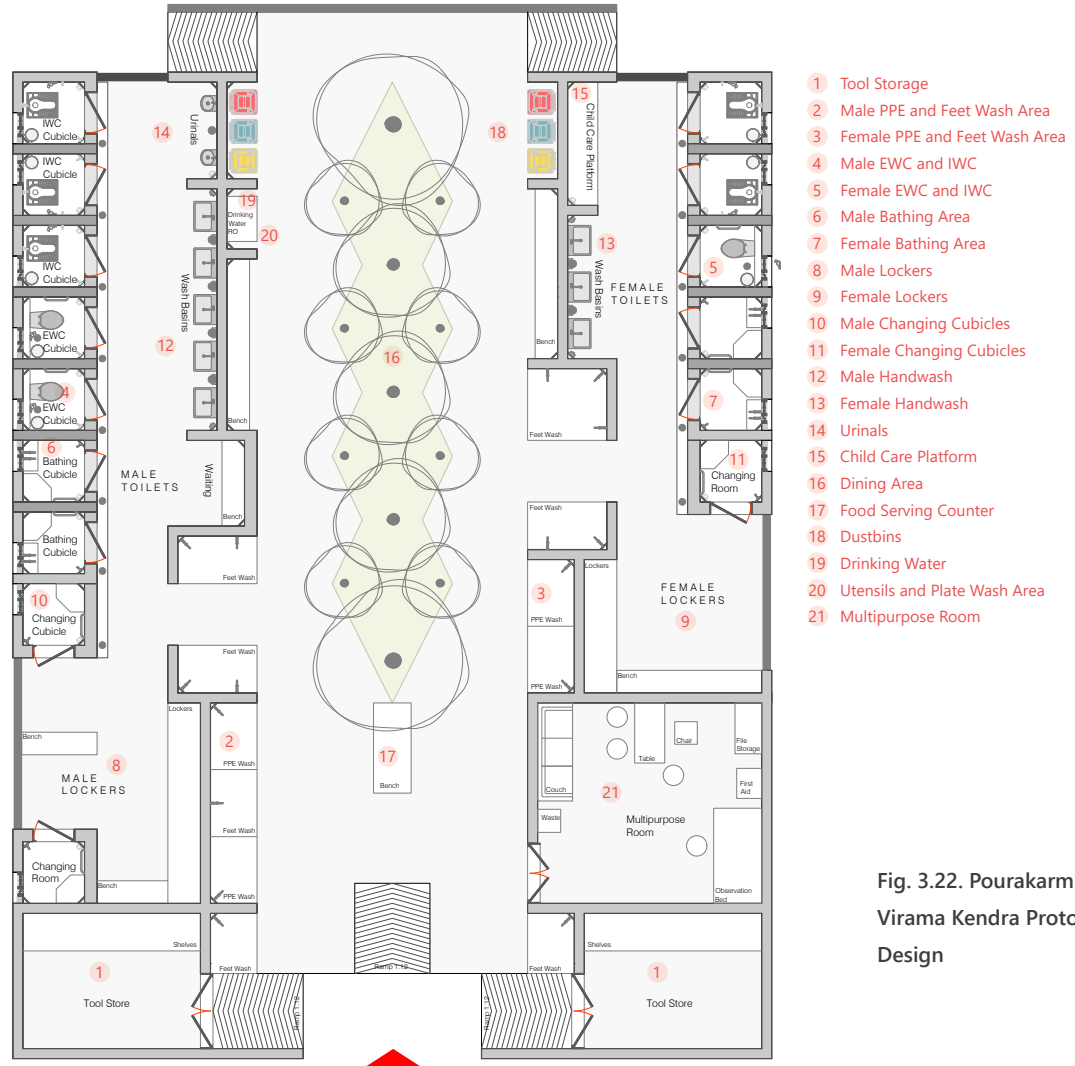 IWC
Cubicle
IWC
Cubicle
IWC
Cubicle
EWC
Cubicle
4
EWC
Cubicle
6
Bathing
Cubicle
Bathing
Cubicle
10
Changing
Cubicle
14
Urinals
Wash Basins
12
MALE
TOILETS
Waiting
Bench
Feet Wash
Feet Wash
Lockers
Bench
8
MALE
LOCKERS
Changing
Room
Bench
2
PPE Wash
Feet Wash
PPE Wash
Shelves
1
Tool Store
Feet Wash
Ramp 1:12
19
Drinking
Water
RO
20
Bench
16
17
Bench
Ramp 1:12
18
15
Child Care Platform
13
Wash Basins
FEMALE
TOILETS
5
7
11
Changing
Room
Bench
Feet Wash
Feet Wash
3
PPE Wash
PPE Wash
Lockers
FEMALE
LOCKERS
9
Bench
Couch
Table
Chair
File
Storage
First
Aid
21
Waste
Multipurpose
Room
Observation
Bed
Feet Wash
Ramp 1:12
Shelves
1
Tool Store
1 Tool Storage
2 Male PPE and Feet Wash Area
3 Female PPE and Feet Wash Area
4 Male EWC and IWC
5 Female EWC and IWC
6 Male Bathing Area
7 Female Bathing Area
8 Male Lockers
9 Female Lockers
10 Male Changing Cubicles
11 Female Changing Cubicles
12 Male Handwash
13 Female Handwash
14 Urinals
15 Child Care Platform
16 Dining Area
17 Food Serving Counter
18 Dustbins
19 Drinking Water
20 Utensils and Plate Wash Area
21 Multipurpose Room
Fig. 3.22. Pourakarm
Virama Kendra Proto
Design